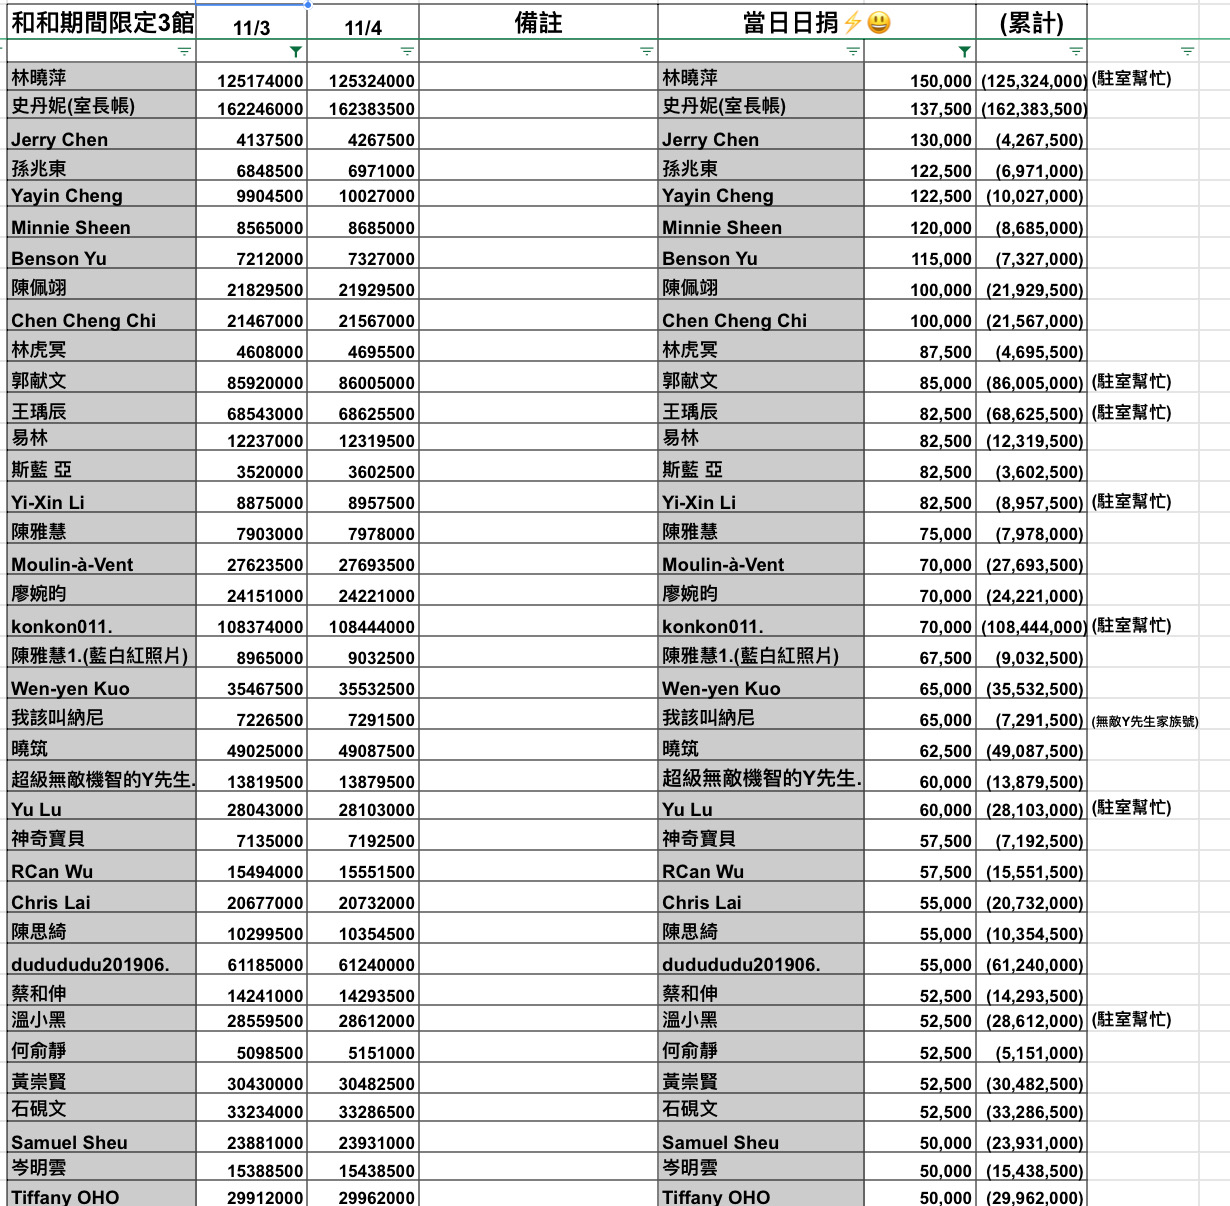 和和期間限定3館 11/3 11/4 備註 當日日捐⚡😃 (累計)
林曉萍 125174000 125324000 林曉萍 150,000 (125,324,000) (駐室幫忙)
史丹妮(室長帳) 162246000 162383500 史丹妮(室長帳) 137,500 (162,383,500)
Jerry Chen 4137500 4267500 Jerry Chen 130,000 (4,267,500)
孫兆東 6848500 6971000 孫兆東 122,500 (6,971,000)
Yayin Cheng 9904500 10027000 Yayin Cheng 122,500 (10,027,000)
Minnie Sheen 8565000 8685000 Minnie Sheen 120,000 (8,685,000)
Benson Yu 7212000 7327000 Benson Yu 115,000 (7,327,000)
陳佩翊 21829500 21929500 陳佩翊 100,000 (21,929,500)
Chen Cheng Chi 21467000 21567000 Chen Cheng Chi 100,000 (21,567,000)
林虎冥 4608000 4695500 林虎冥 87,500 (4,695,500)
郭献文 85920000 86005000 郭献文 85,000 (86,005,000) (駐室幫忙)
王瑀辰 68543000 68625500 王瑀辰 82,500 (68,625,500) (駐室幫忙)
易林 12237000 12319500 易林 82,500 (12,319,500)
斯藍 亞 3520000 3602500 斯藍 亞 82,500 (3,602,500)
Yi-Xin Li 8875000 8957500 Yi-Xin Li 82,500 (8,957,500) (駐室幫忙)
陳雅慧 7903000 7978000 陳雅慧 75,000 (7,978,000)
Moulin-à-Vent 27623500 27693500 Moulin-à-Vent 70,000 (27,693,500)
廖婉昀 24151000 24221000 廖婉昀 70,000 (24,221,000)
konkon011. 108374000 108444000 konkon011. 70,000 (108,444,000) (駐室幫忙)
陳雅慧1.(藍白紅照片) 8965000 9032500 陳雅慧1.(藍白紅照片) 67,500 (9,032,500)
Wen-yen Kuo 35467500 35532500 Wen-yen Kuo 65,000 (35,532,500)
我該叫納尼 7226500 7291500 我該叫納尼 65,000 (7,291,500) (無敵Y先生家族號)
曉筑 49025000 49087500 曉筑 62,500 (49,087,500)
超級無敵機智的Y先生. 13819500 13879500 超級無敵機智的Y先生. 60,000 (13,879,500)
Yu Lu 28043000 28103000 Yu Lu 60,000 (28,103,000) (駐室幫忙)
神奇寶貝 7135000 7192500 神奇寶貝 57,500 (7,192,500)
RCan Wu 15494000 15551500 RCan Wu 57,500 (15,551,500)
Chris Lai 20677000 20732000 Chris Lai 55,000 (20,732,000)
陳思綺 10299500 10354500 陳思綺 55,000 (10,354,500)
dudududu201906. 61185000 61240000 dudududu201906. 55,000 (61,240,000)
蔡和伸 14241000 14293500 蔡和伸 52,500 (14,293,500)
溫小黑 28559500 28612000 溫小黑 52,500 (28,612,000) (駐室幫忙)
何俞靜 5098500 5151000 何俞靜 52,500 (5,151,000)
黃崇賢 30430000 30482500 黃崇賢 52,500 (30,482,500)
石硯文 33234000 33286500 石硯文 52,500 (33,286,500)
Samuel Sheu 23881000 23931000 Samuel Sheu 50,000 (23,931,000)
岑明雲 15388500 15438500 岑明雲 50,000 (15,438,500)
Tiffany OHO 29912000 29962000 Tiffany OHO 50,000 (29,962,000)